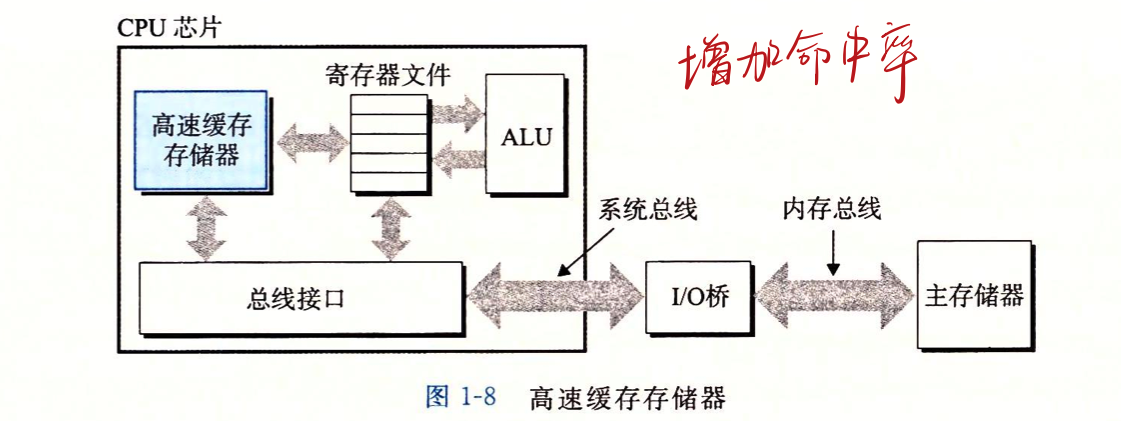 CPU 芯片
增加命中率
寄存器文件
高速缓存
存储器
ALU
系统总线
内存总线
总线接口
I/O桥
主存储器
图 1-8 高速缓存存储器